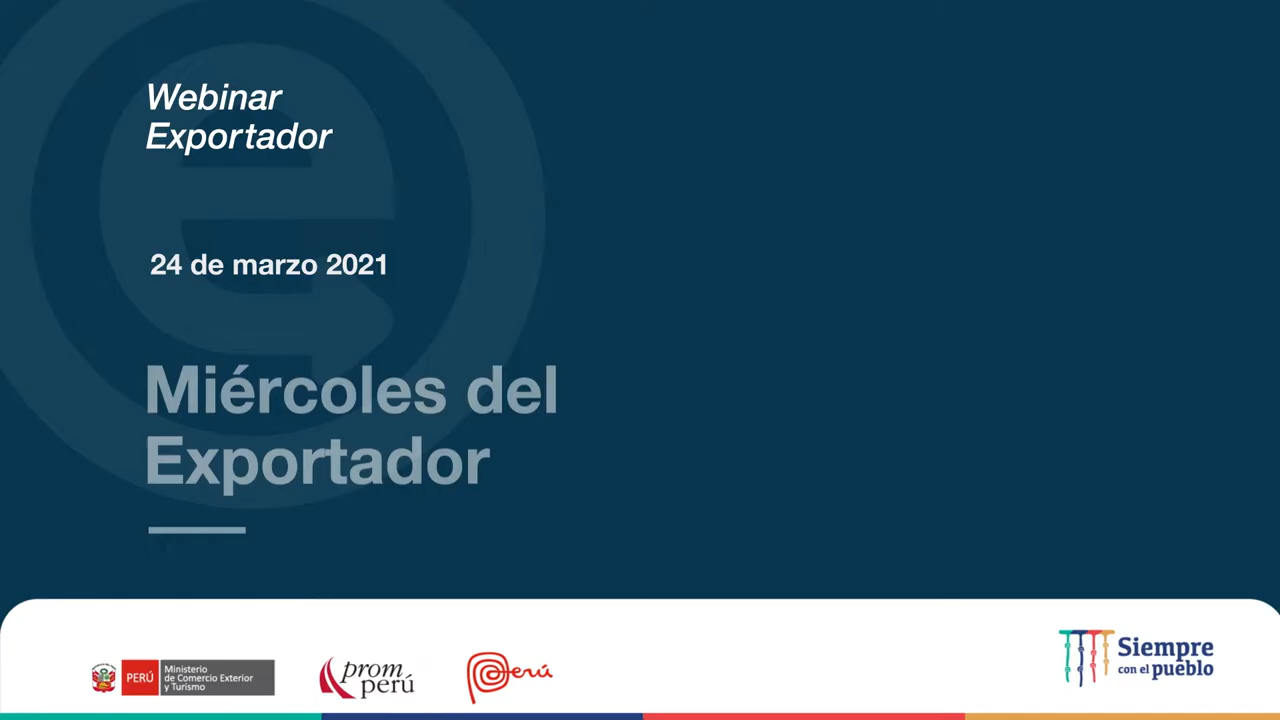 Webinar
Exportador
24 de marzo 2021
Miércoles del
Exportador
PERÚ
Ministerio
de Comercio Exterior
y Turismo
prom
perú
Perú
Siempre
con el pueblo